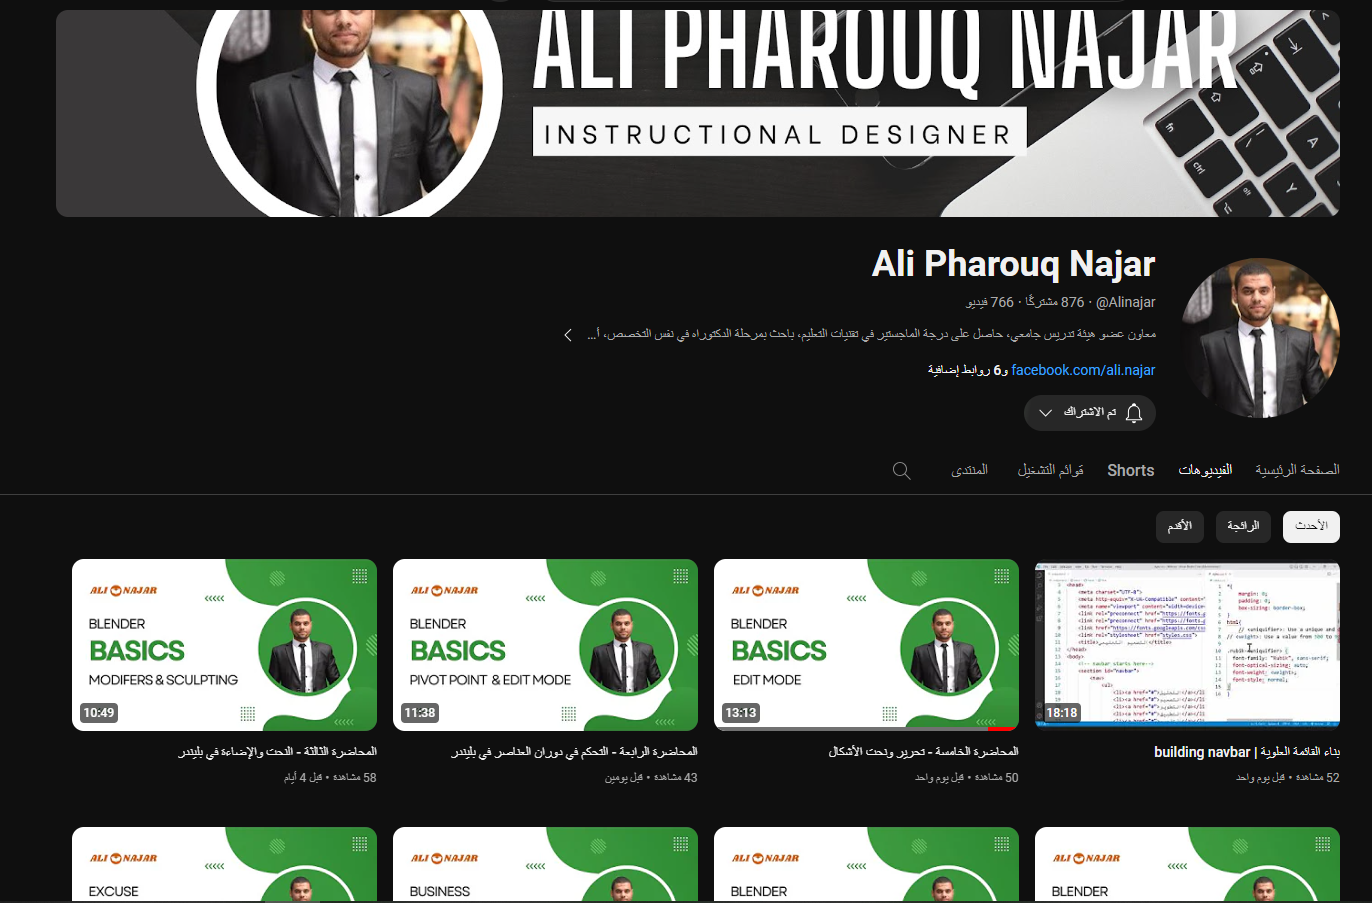 ALI PHAROUQ NAJAR
INSTRUCTIONAL DESIGNER
Ali Pharouq Najar
@Alinajar · 876 مشتركًا · 766 فيديو
معاون عضو هيئة تدريس جامعي، حاصل على درجة الماجستير في تقنيات التعليم، باحث بمرحلة الدكتوراه في نفس التخصص، أ...
facebook.com/ali.najar و6 روابط إضافية
تم الاشتراك
الصفحة الرئيسية
الفيديوهات
Shorts
قوائم التشغيل
المنتدى
الأحدث
الرائجة
الأقدم
18:18
بناء القائمة العلوية | building navbar
52 مشاهدة • قبل يوم واحد
ALI NAJAR
BLENDER
BASICS
EDIT MODE
13:13
المحاضرة الخامسة - تحرير ونحت الأشكال
50 مشاهدة • قبل يوم واحد
ALI NAJAR
BLENDER
BASICS
PIVOT POINT & EDIT MODE
11:38
المحاضرة الرابعة - التحكم في دوران العناصر في بليندر
43 مشاهدة • قبل يومين
ALI NAJAR
BLENDER
BASICS
MODIFERS & SCULPTING
10:49
المحاضرة الثالثة - النحت والإضاءة في بليندر
58 مشاهدة • قبل 4 أيام
ALI NAJAR
BLENDER
ALI NAJAR
BLENDER
ALI NAJAR
BUSINESS
ALI NAJAR
EXCUSE